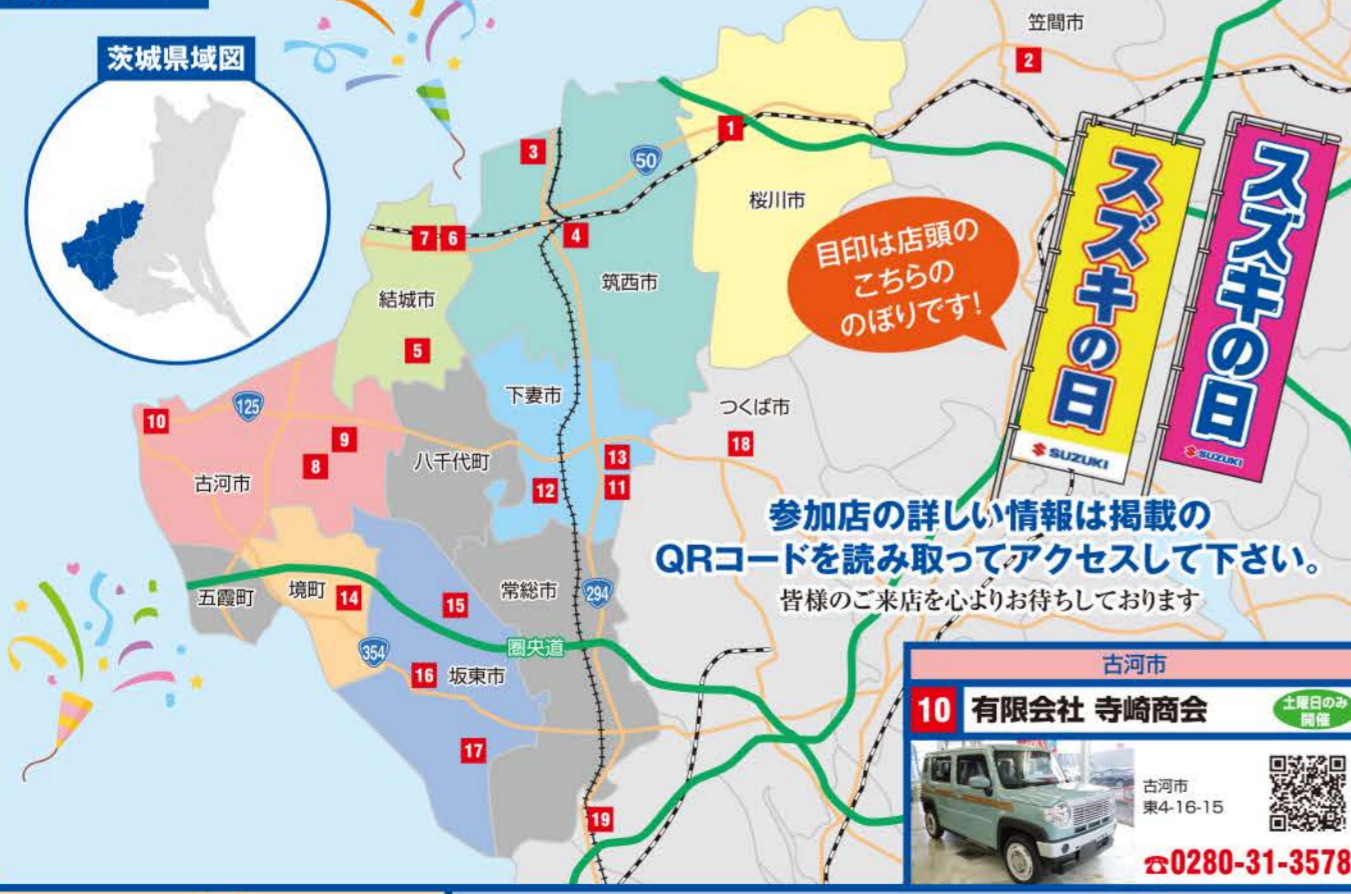 茨城県域図
笠間市
2
1
3
50
桜川市
7
6
4
筑西市
結城市
5
目印は店頭の
こちらの
のぼりです!
スズキの日
SUZUKI
スズキの日
SUZUKI
下妻市
つくば市
18
10
125
9
8
古河市
八千代町
13
12
11
参加店の詳しい情報は掲載の
QRコードを読み取ってアクセスして下さい。
皆様のご来店を心よりお待ちしております
五霞町
境町
14
15
常総市
294
圏央道
354
16
坂東市
17
19
古河市
10 有限会社 寺崎商会
土曜日のみ
開催
古河市
東4-16-15
☎0280-31-3578